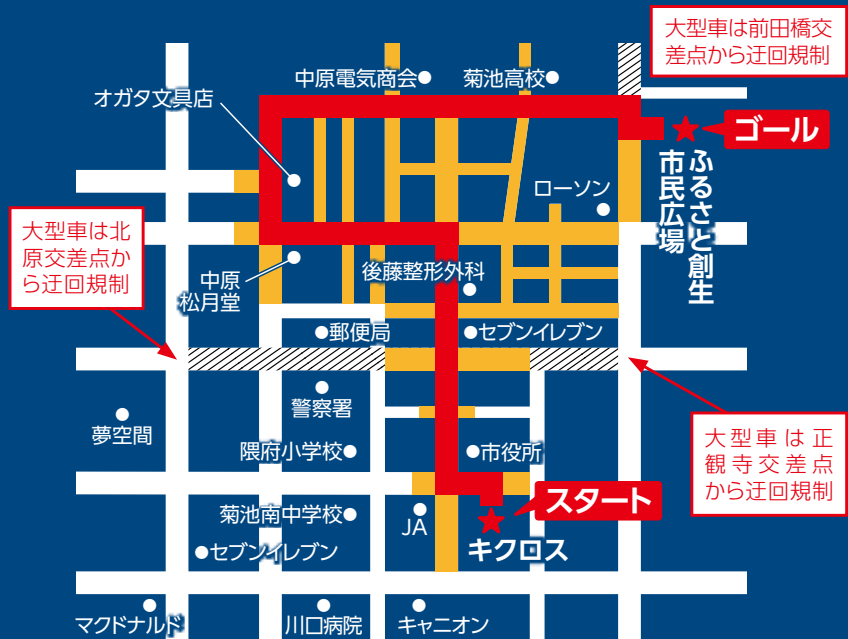 大型車は前田橋交
差点から迂回規制
中原電気商会
菊池高校
オガタ文具店
ゴール
ふるさと創生
市民広場
ローソン
大型車は北
原交差点か
ら迂回規制
中原
松月堂
後藤整形外科
郵便局
セブンイレブン
警察署
夢空間
隈府小学校
市役所
大型車は正
観寺交差点
から迂回規制
スタート
キクロス
菊池南中学校
JA
セブンイレブン
マクドナルド
川口病院
キャニオン